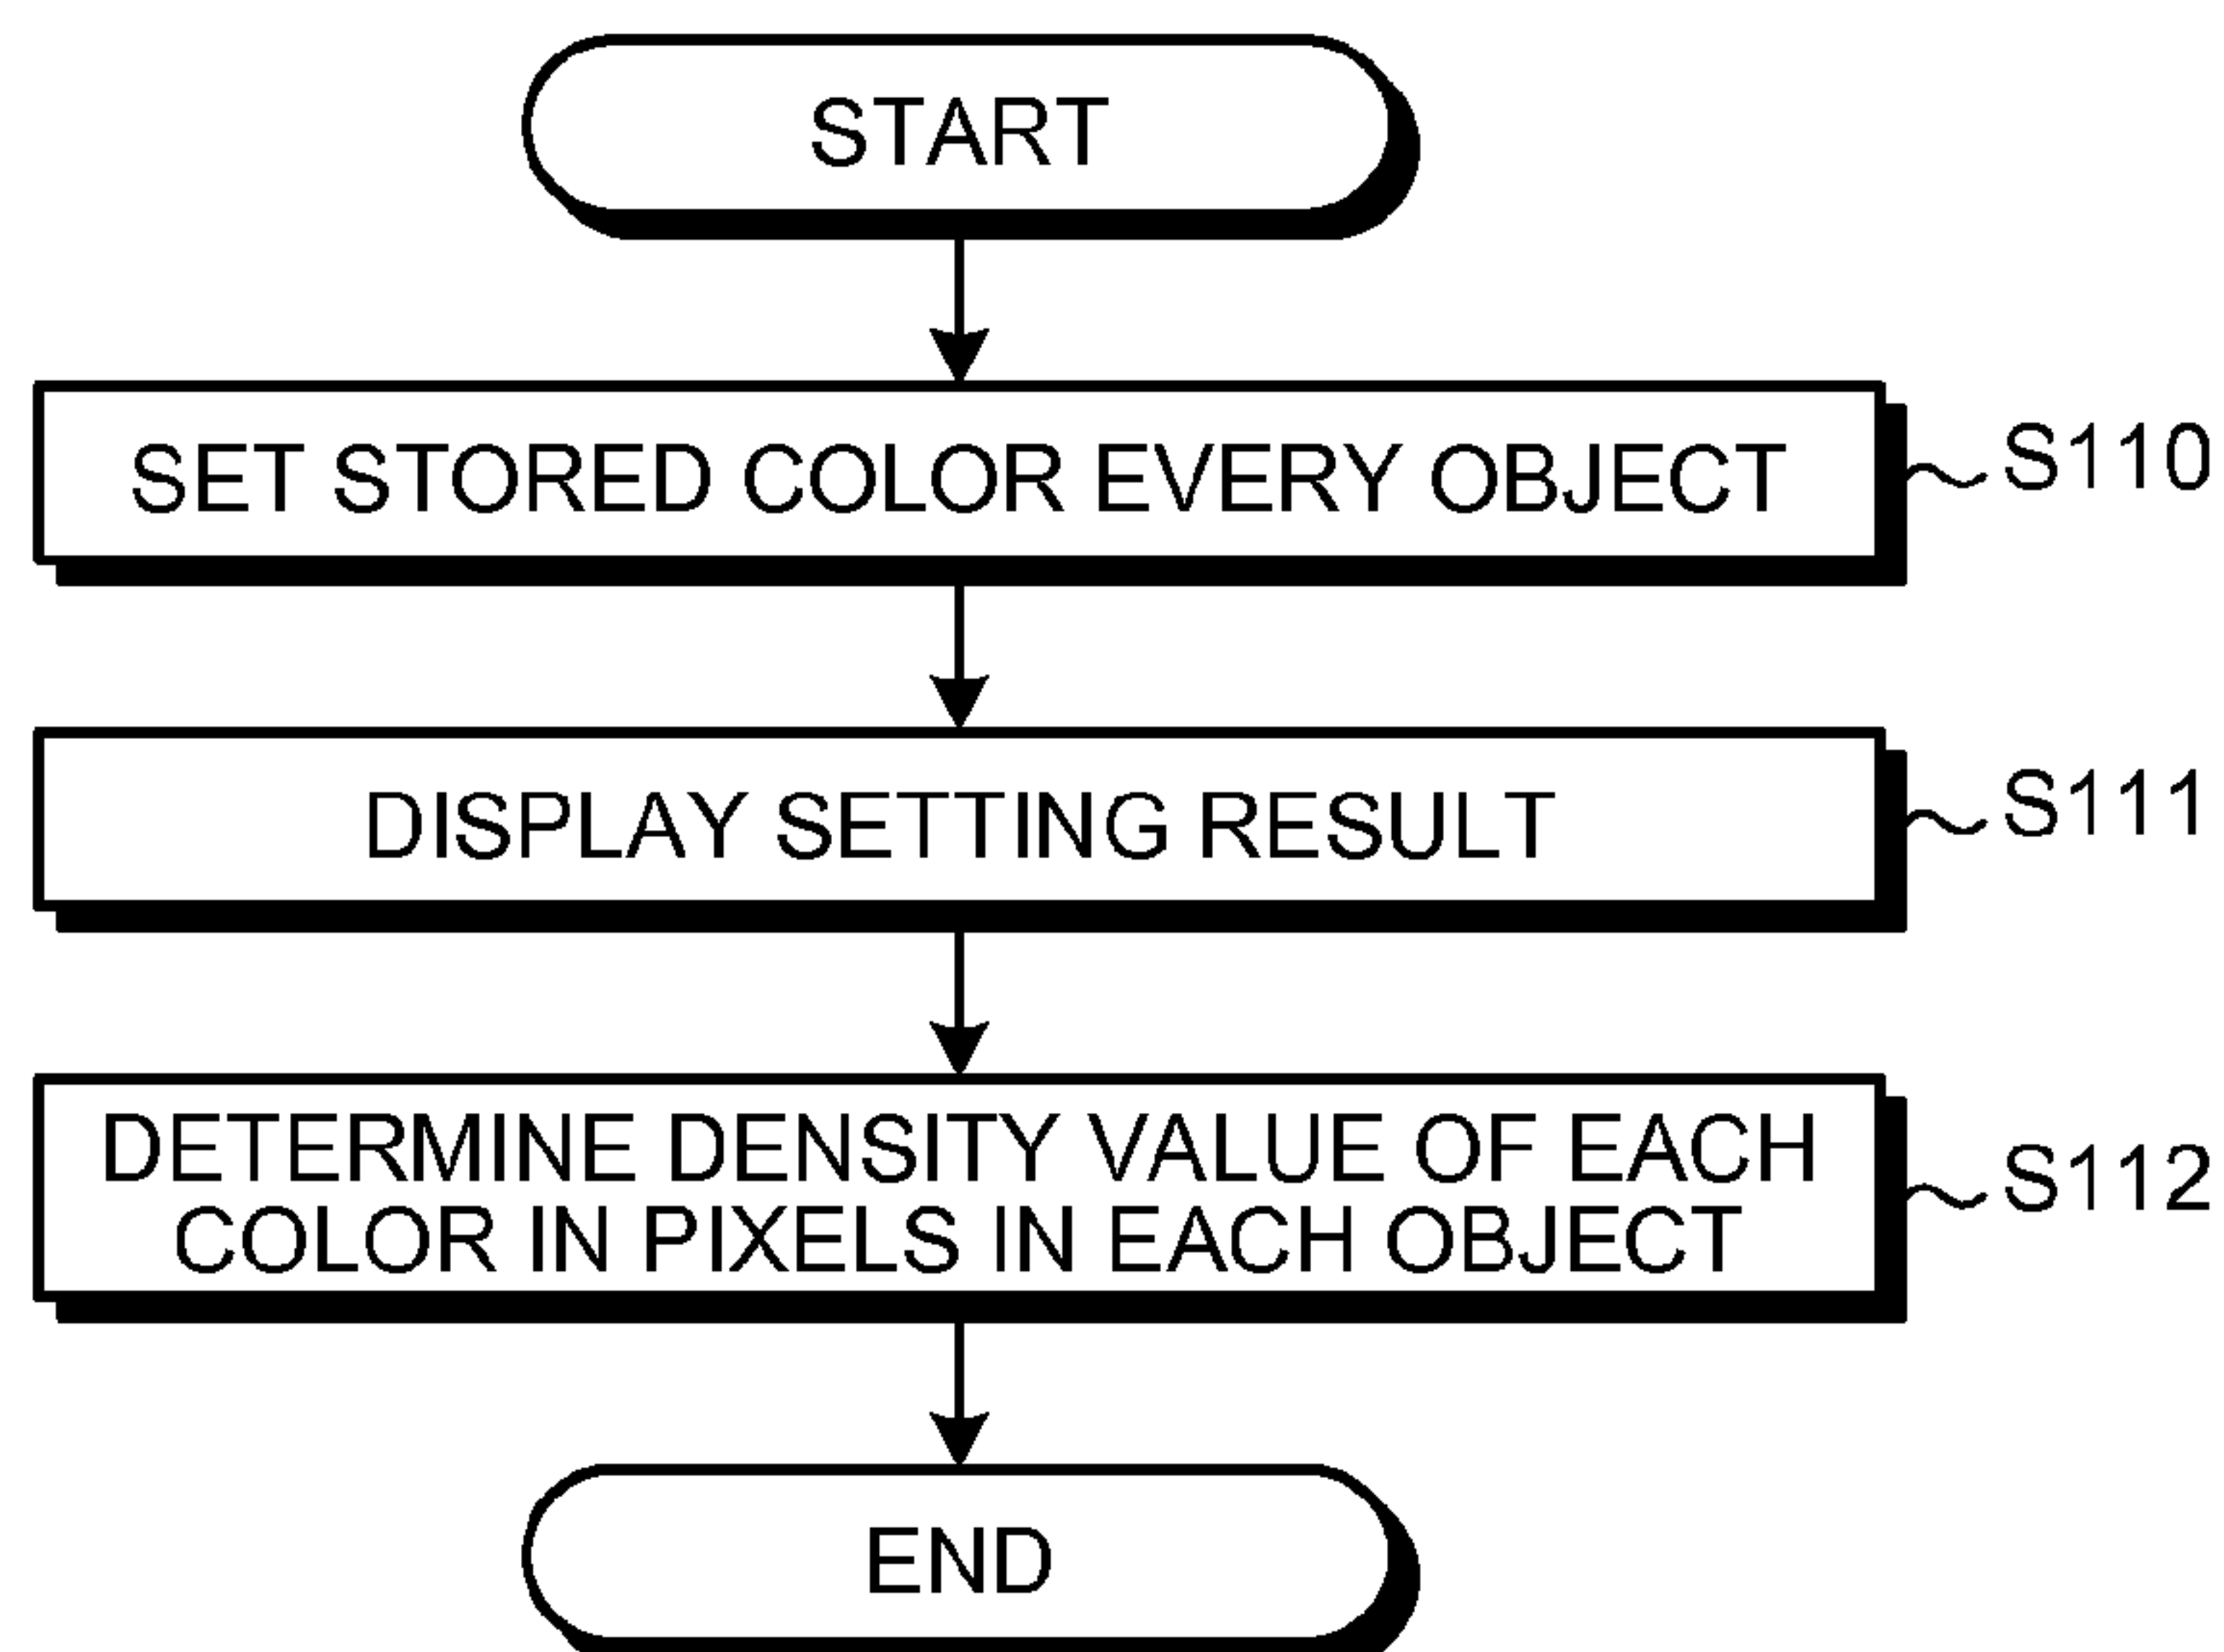 START
SET STORED COLOR EVERY OBJECT
S110
DISPLAY SETTING RESULT
S111
DETERMINE DENSITY VALUE OF EACH
COLOR IN PIXELS IN EACH OBJECT
S112
END